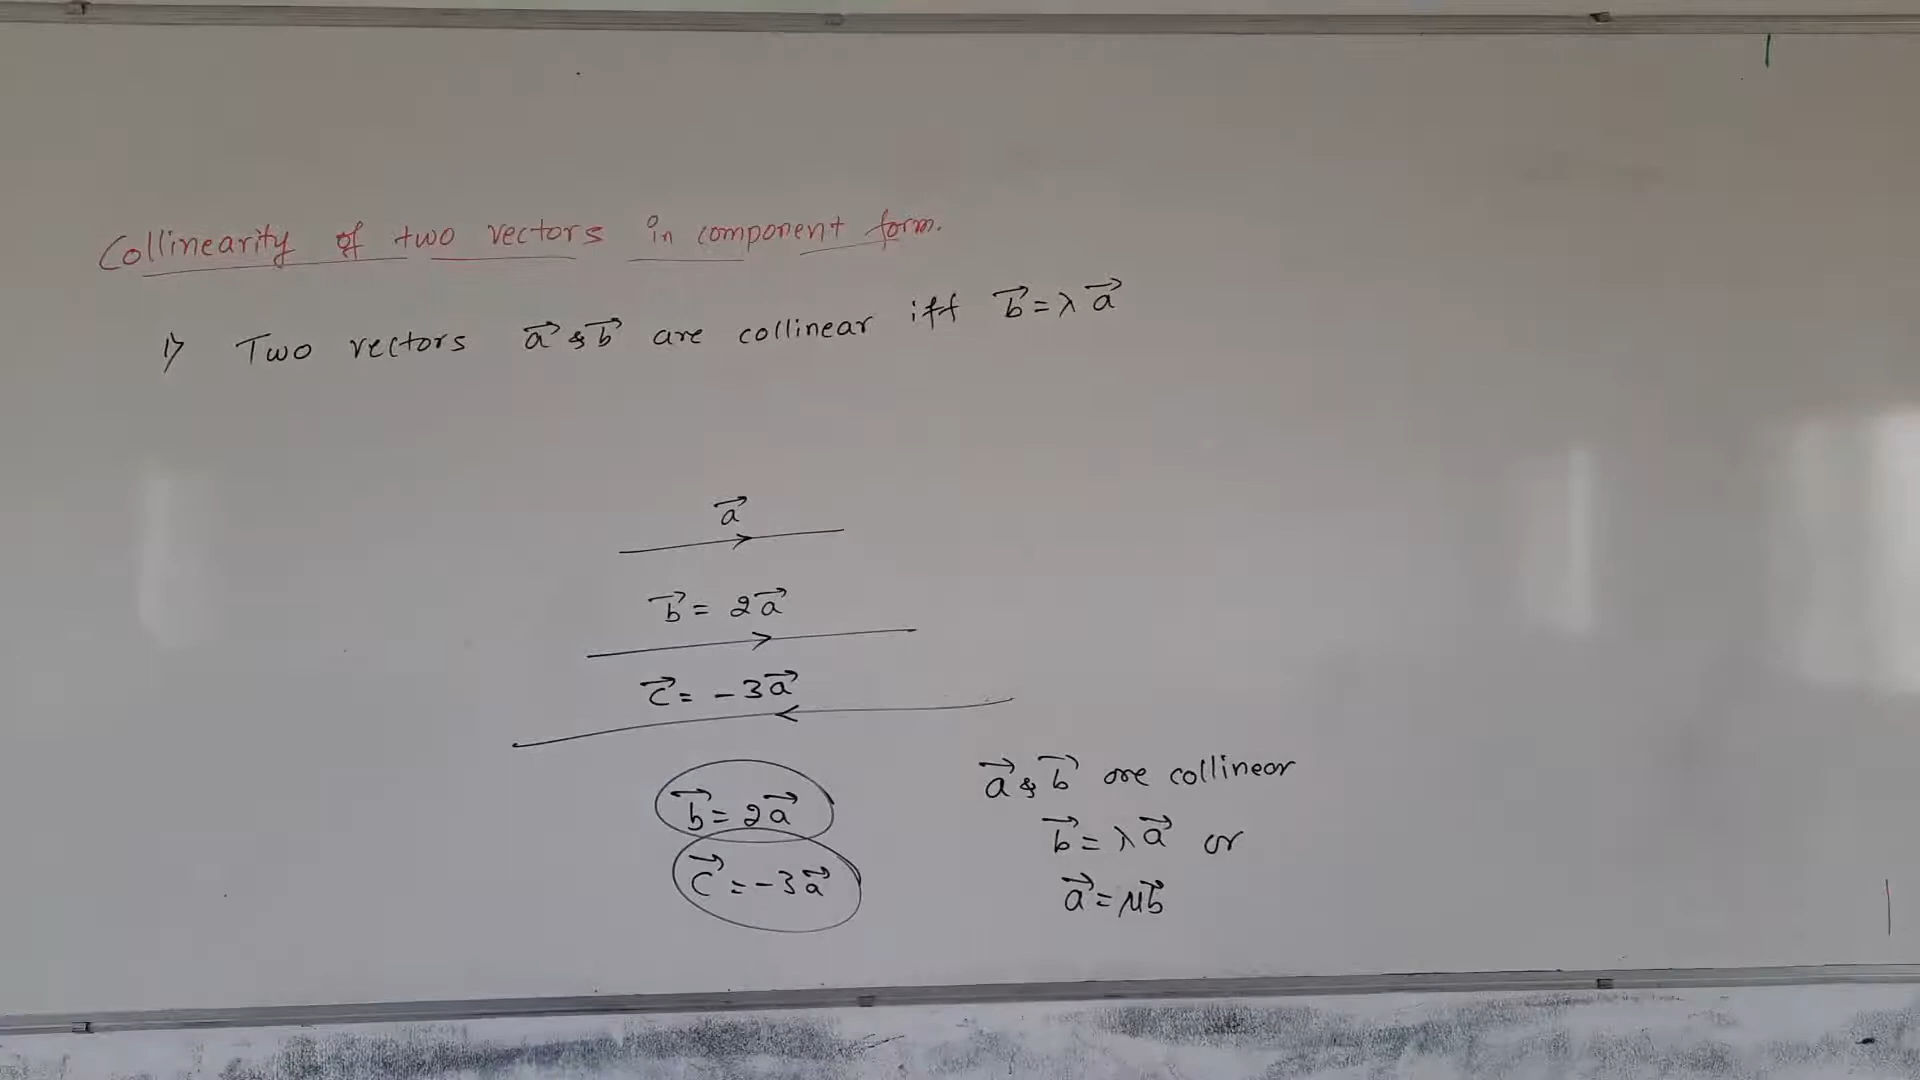 Collinearity of two vectors in component form.
1) Two vectors a⃗ & b⃗ are collinear iff b⃗ = λa⃗
a⃗
b⃗ = 2a⃗
c⃗ = -3a⃗
b⃗ = 2a⃗
c⃗ = -3a⃗
a⃗ & b⃗ are collinear
b⃗ = λa⃗ or
a⃗ = μb⃗